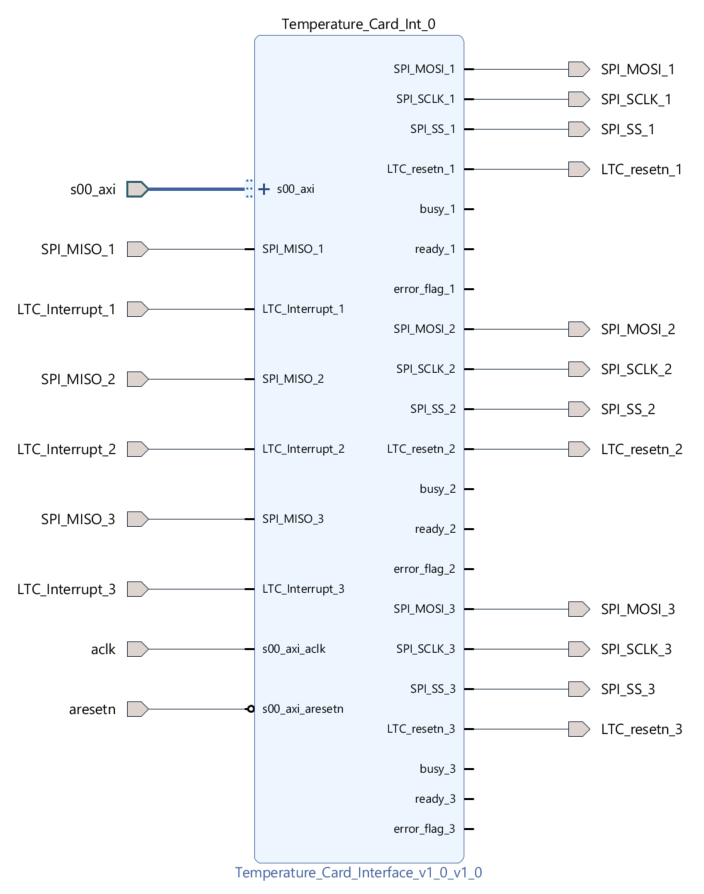 Temperature_Card_Int_0
SPI_MOSI_1 SPI_MOSI_1
SPI_SCLK_1 SPI_SCLK_1
SPI_SS_1 SPI_SS_1
LTC_resetn_1 LTC_resetn_1
s00_axi s00_axi
busy_1
SPI_MISO_1 SPI_MISO_1 ready_1
error_flag_1
LTC_Interrupt_1 LTC_Interrupt_1
SPI_MOSI_2 SPI_MOSI_2
SPI_SCLK_2 SPI_SCLK_2
SPI_MISO_2 SPI_MISO_2
SPI_SS_2 SPI_SS_2
LTC_Interrupt_2 LTC_Interrupt_2 LTC_resetn_2 LTC_resetn_2
busy_2
SPI_MISO_3 SPI_MISO_3
ready_2
error_flag_2
LTC_Interrupt_3 LTC_Interrupt_3
SPI_MOSI_3 SPI_MOSI_3
aclk s00_axi_aclk SPI_SCLK_3 SPI_SCLK_3
SPI_SS_3 SPI_SS_3
aresetn s00_axi_aresetn
LTC_resetn_3 LTC_resetn_3
busy_3
ready_3
error_flag_3
Temperature_Card_Interface_v1_0_v1_0